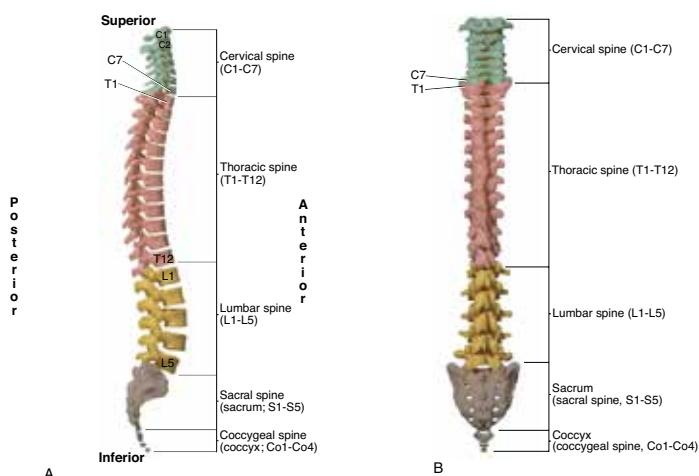 Superior
C1
C2
C7
T1
Cervical spine
(C1-C7)
Thoracic spine
(T1-T12)
T12
L1
Lumbar spine
(L1-L5)
L5
Sacral spine
(sacrum; S1-S5)
Coccygeal spine
(coccyx; Co1-Co4)
Inferior
Posterior
Anterior
A
C7
T1
Cervical spine (C1-C7)
Thoracic spine (T1-T12)
Lumbar spine (L1-L5)
Sacrum
(sacral spine, S1-S5)
Coccyx
(coccygeal spine, Co1-Co4)
B